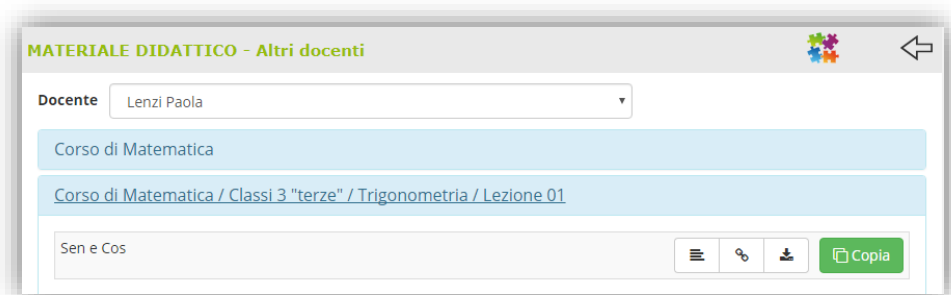 MATERIALE DIDATTICO - Altri docenti
Docente Lenzi Paola
Corso di Matematica
Corso di Matematica / Classi 3 "terze" / Trigonometria / Lezione 01
Sen e Cos Copia